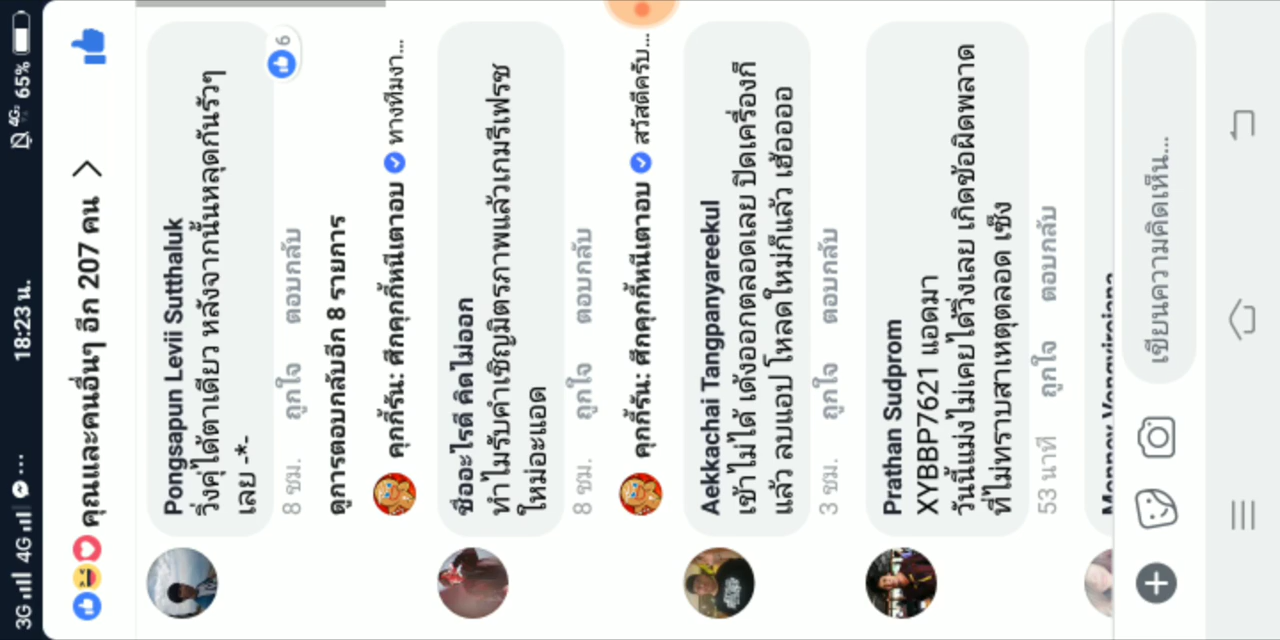 3G 4G ... 18:23 น. 4G 65%
คุณและคนอื่นๆ อีก 207 คน
Pongsapun Levii Sutthaluk
วิ่งคู่ได้ตาเดียว หลังจากนั้นหลุดกันรัวๆ
เลย -*-
6
8 ชม. ถูกใจ ตอบกลับ
ดูการตอบกลับอีก 8 รายการ
คุกกี้รัน: ศึกคุกกี้หนีเตาอบ ทางทีมงา...
ชื่ออะไรดี คิดไม่ออก
ทำไมรับคำเชิญมิตรภาพแล้วเกมรีเฟรช
ใหม่อะแอด
8 ชม. ถูกใจ ตอบกลับ
คุกกี้รัน: ศึกคุกกี้หนีเตาอบ สวัสดีครับ...
Aekkachai Tangpanyareekul
เข้าไม่ได้ เด้งออกตลอดเลย ปิดเครื่องก็
แล้ว ลบแอป โหลดใหม่ก็แล้ว เฮ้ออออ
3 ชม. ถูกใจ ตอบกลับ
Prathan Sudprom
XYBBP7621 แอดมา
วันนี้แม่งไม่เคยได้วิ่งเลย เกิดข้อผิดพลาด
ที่ไม่ทราบสาเหตุตลอด เซ็ง
53 นาที ถูกใจ ตอบกลับ
เขียนความคิดเห็น...